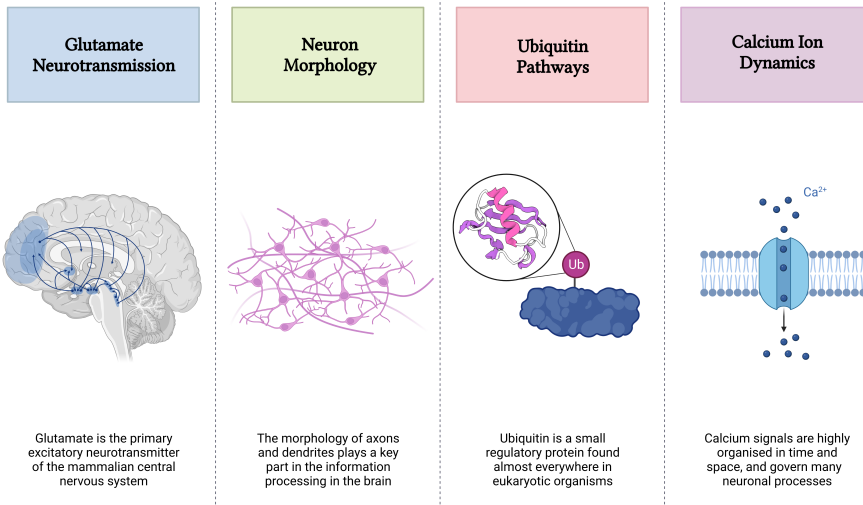 Glutamate
Neurotransmission
Neuron
Morphology
Ubiquitin
Pathways
Calcium Ion
Dynamics
Ca²⁺
Ub
Glutamate is the primary
excitatory neurotransmitter
of the mammalian central
nervous system
The morphology of axons
and dendrites plays a key
part in the information
processing in the brain
Ubiquitin is a small
regulatory protein found
almost everywhere in
eukaryotic organisms
Calcium signals are highly
organised in time and
space, and govern many
neuronal processes